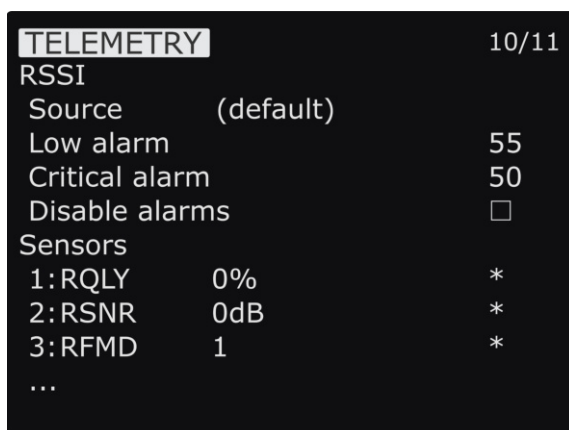 TELEMETRY 10/11
RSSI
Source (default)
Low alarm 55
Critical alarm 50
Disable alarms □
Sensors
1:RQLY 0% *
2:RSNR 0dB *
3:RFMD 1 *
...